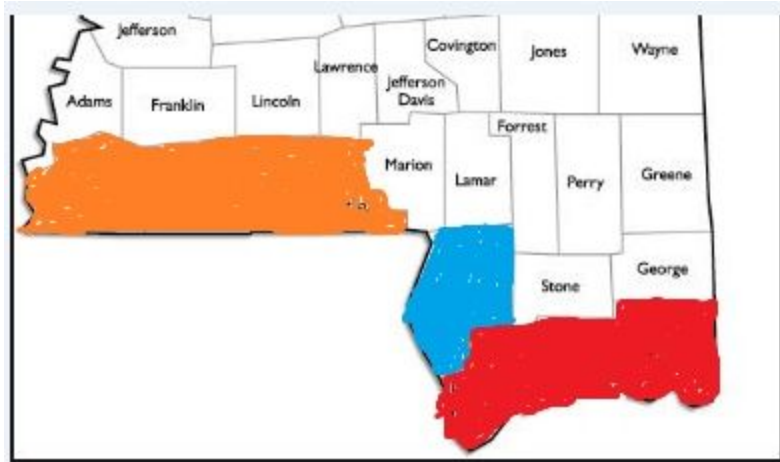 Jefferson
Covington
Jones
Wayne
Lawrence
Jefferson
Davis
Adams
Franklin
Lincoln
Forrest
Marion
Lamar
Perry
Greene
George
Stone